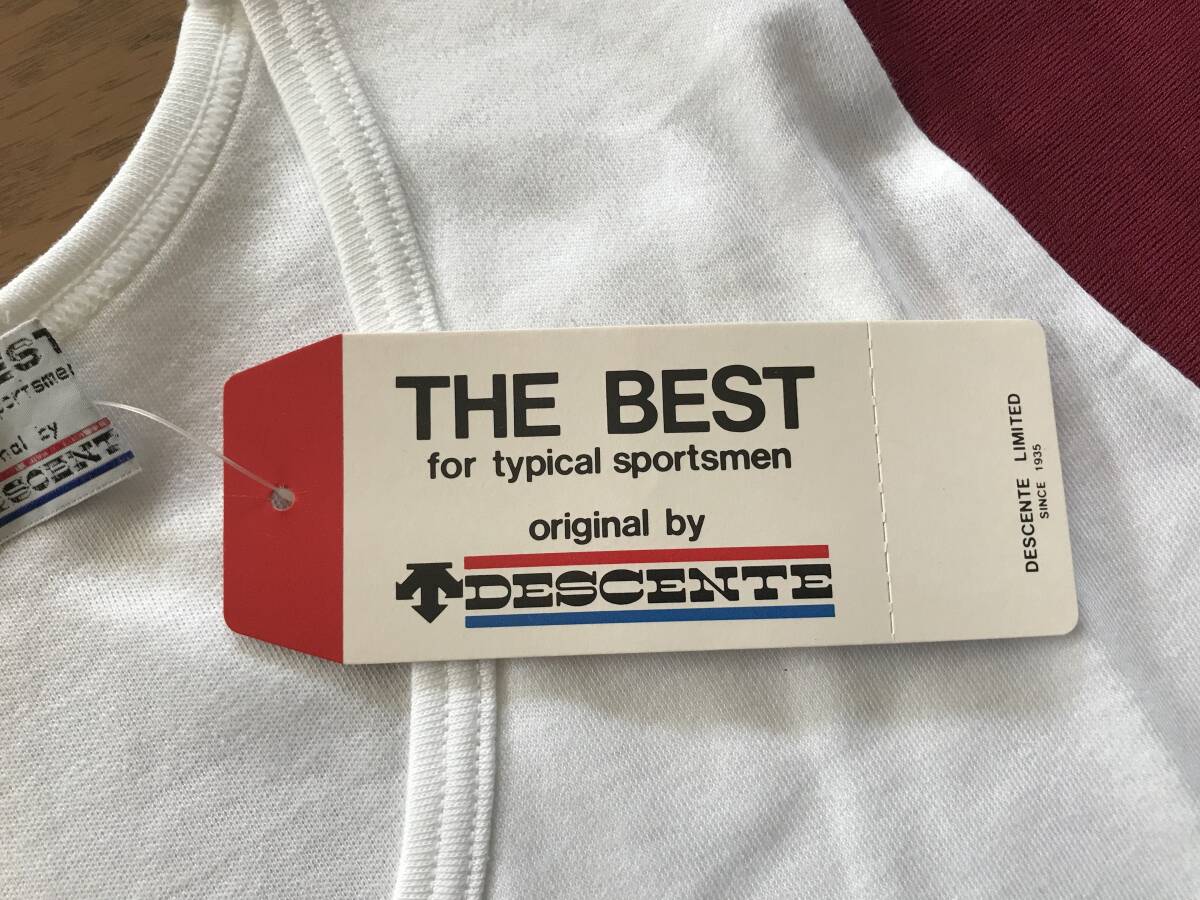 THE BEST
for typical sportsmen
original by
DESCENTE
DESCENTE LIMITED
SINCE 1935